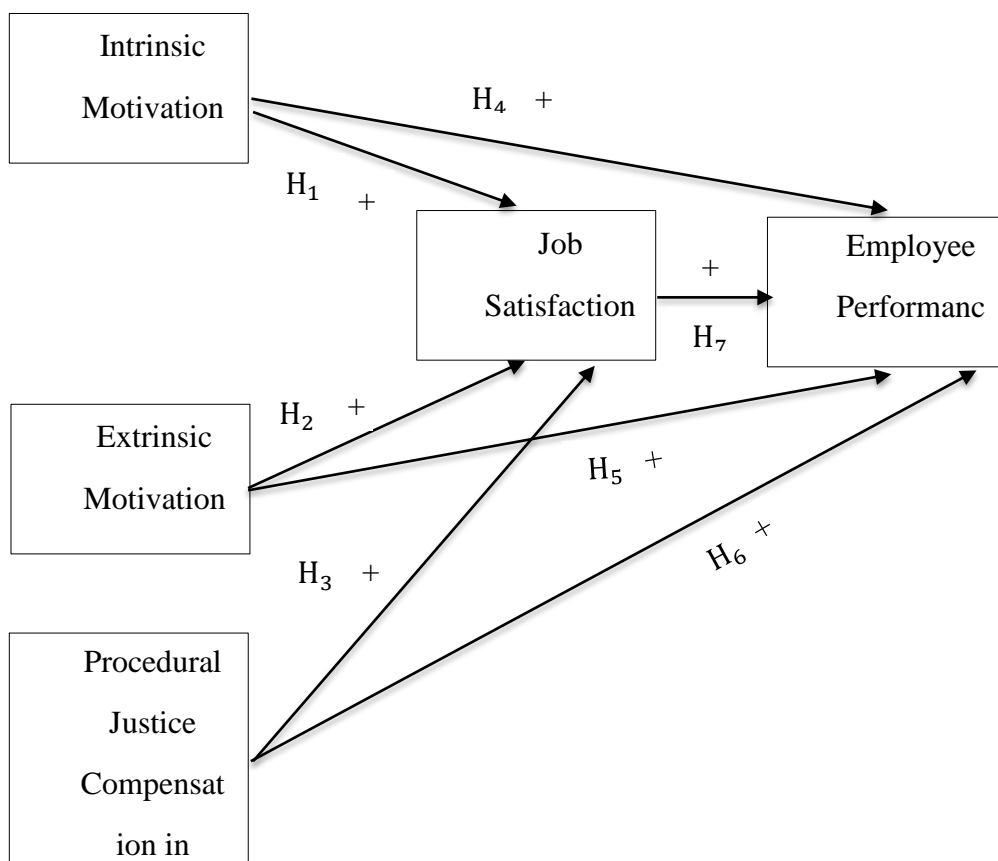 Intrinsic
Motivation
H₄ +
H₁ +
Job
Satisfaction
+
H₇
Employee
Performanc
H₂ +
Extrinsic
Motivation
H₅ +
H₃ +
H₆ +
Procedural
Justice
Compensat
ion in